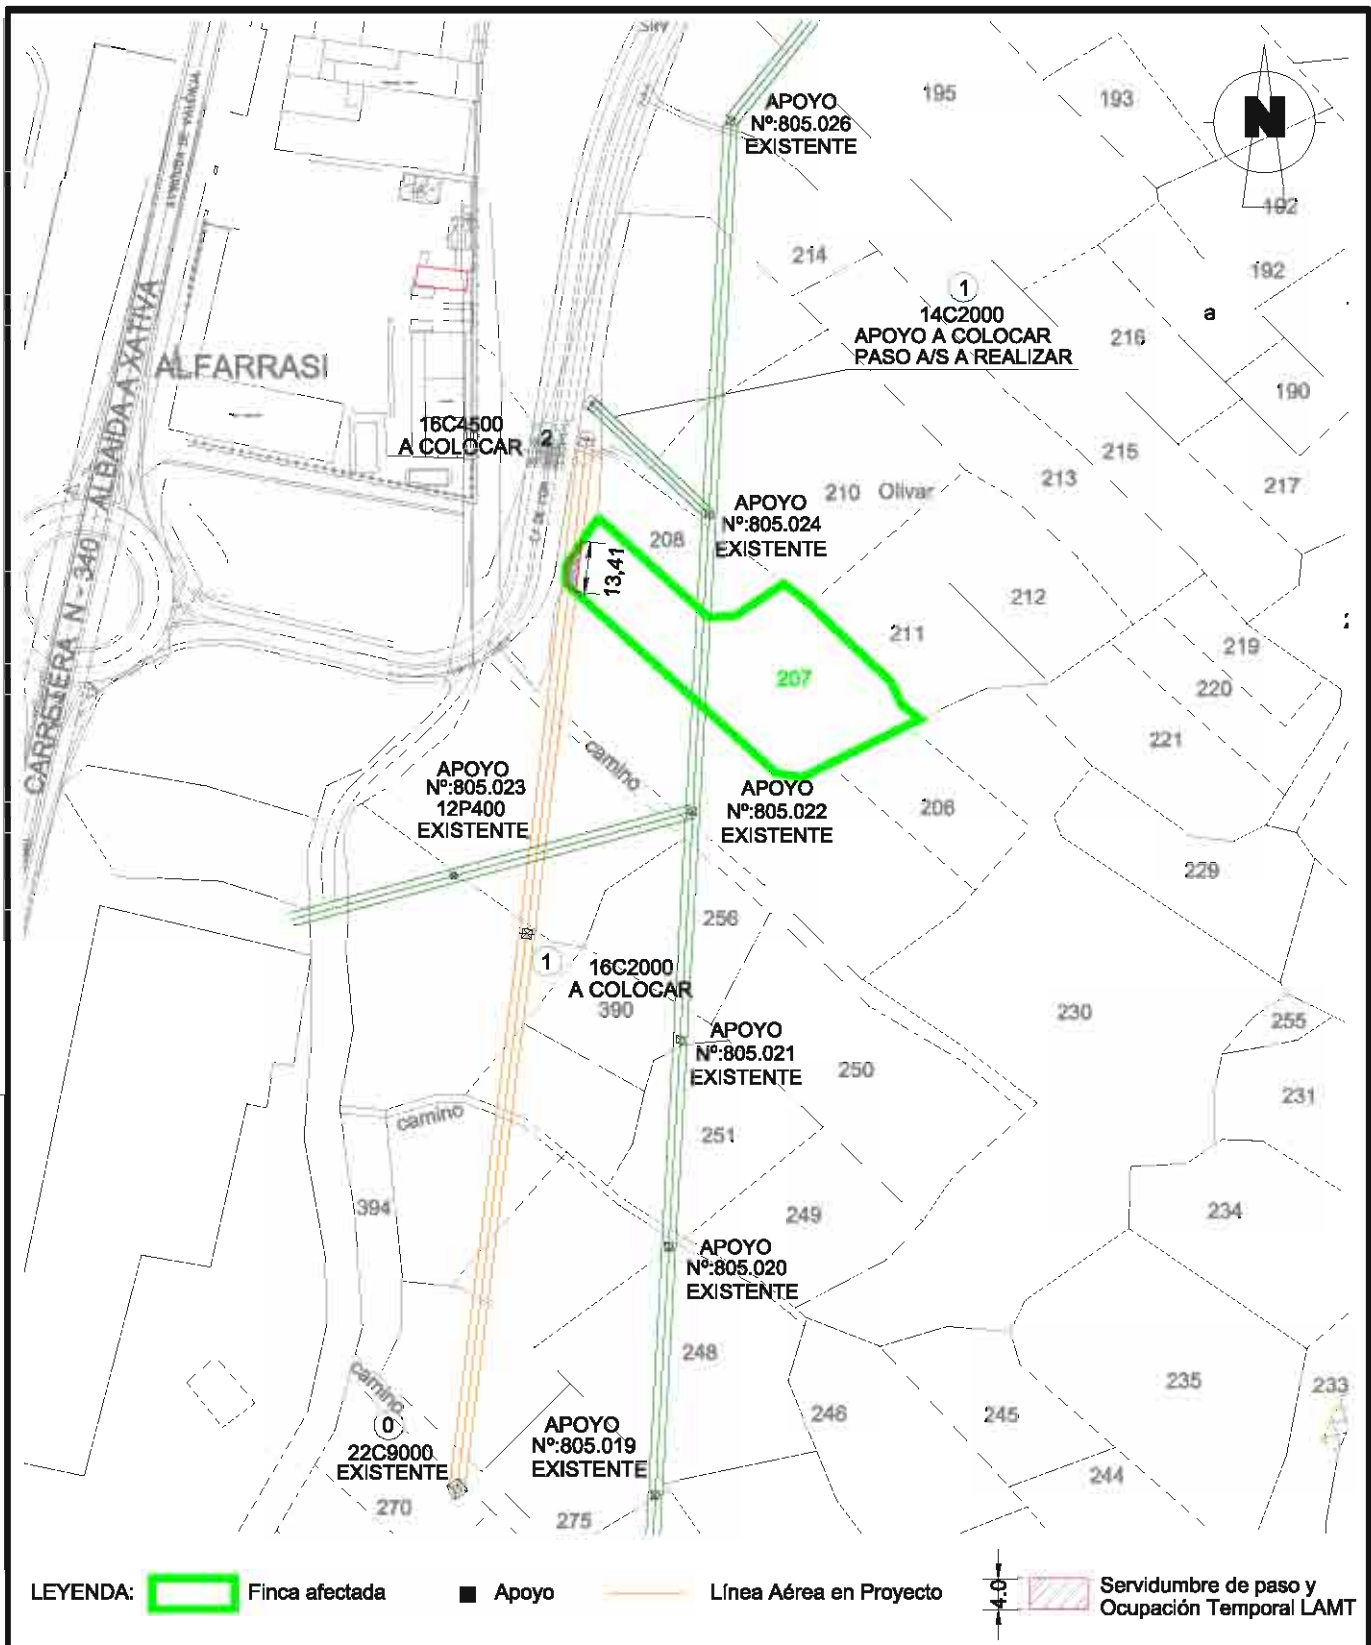 APOYO
Nº:805.026
EXISTENTE
195
193
N
192
192
214
1
14C2000
APOYO A COLOCAR
PASO A/S A REALIZAR
a
216
190
AVINGUDA DE VALENCIA
CARRETERA N - 340 ALBAIDA A XATIVA
ALFARRASI
16C4500
A COLOCAR
2
215
213
217
210 Olivar
APOYO
Nº:805.024
EXISTENTE
208
13,41
212
211
219
207
220
221
camino
APOYO
Nº:805.023
12P400
EXISTENTE
APOYO
Nº:805.022
EXISTENTE
206
229
256
1
16C2000
A COLOCAR
390
230
255
APOYO
Nº:805.021
EXISTENTE
250
231
camino
251
394
249
234
APOYO
Nº:805.020
EXISTENTE
248
camino
235
233
0
22C9000
EXISTENTE
APOYO
Nº:805.019
EXISTENTE
246
245
244
270
275
LEYENDA:
Finca afectada
Apoyo
Línea Aérea en Proyecto
4.0
Servidumbre de paso y
Ocupación Temporal LAMT